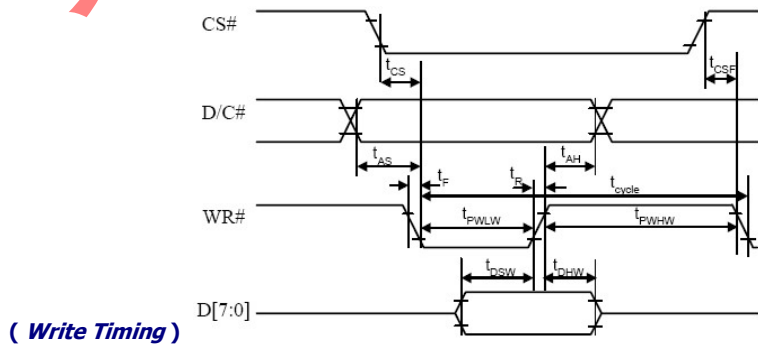 CS#
tCS
tCSF
D/C#
tAS
tF
tR
tAH
tcycle
WR#
tPWLW
tPWHW
tDSW
tDHW
D[7:0]
( Write Timing )